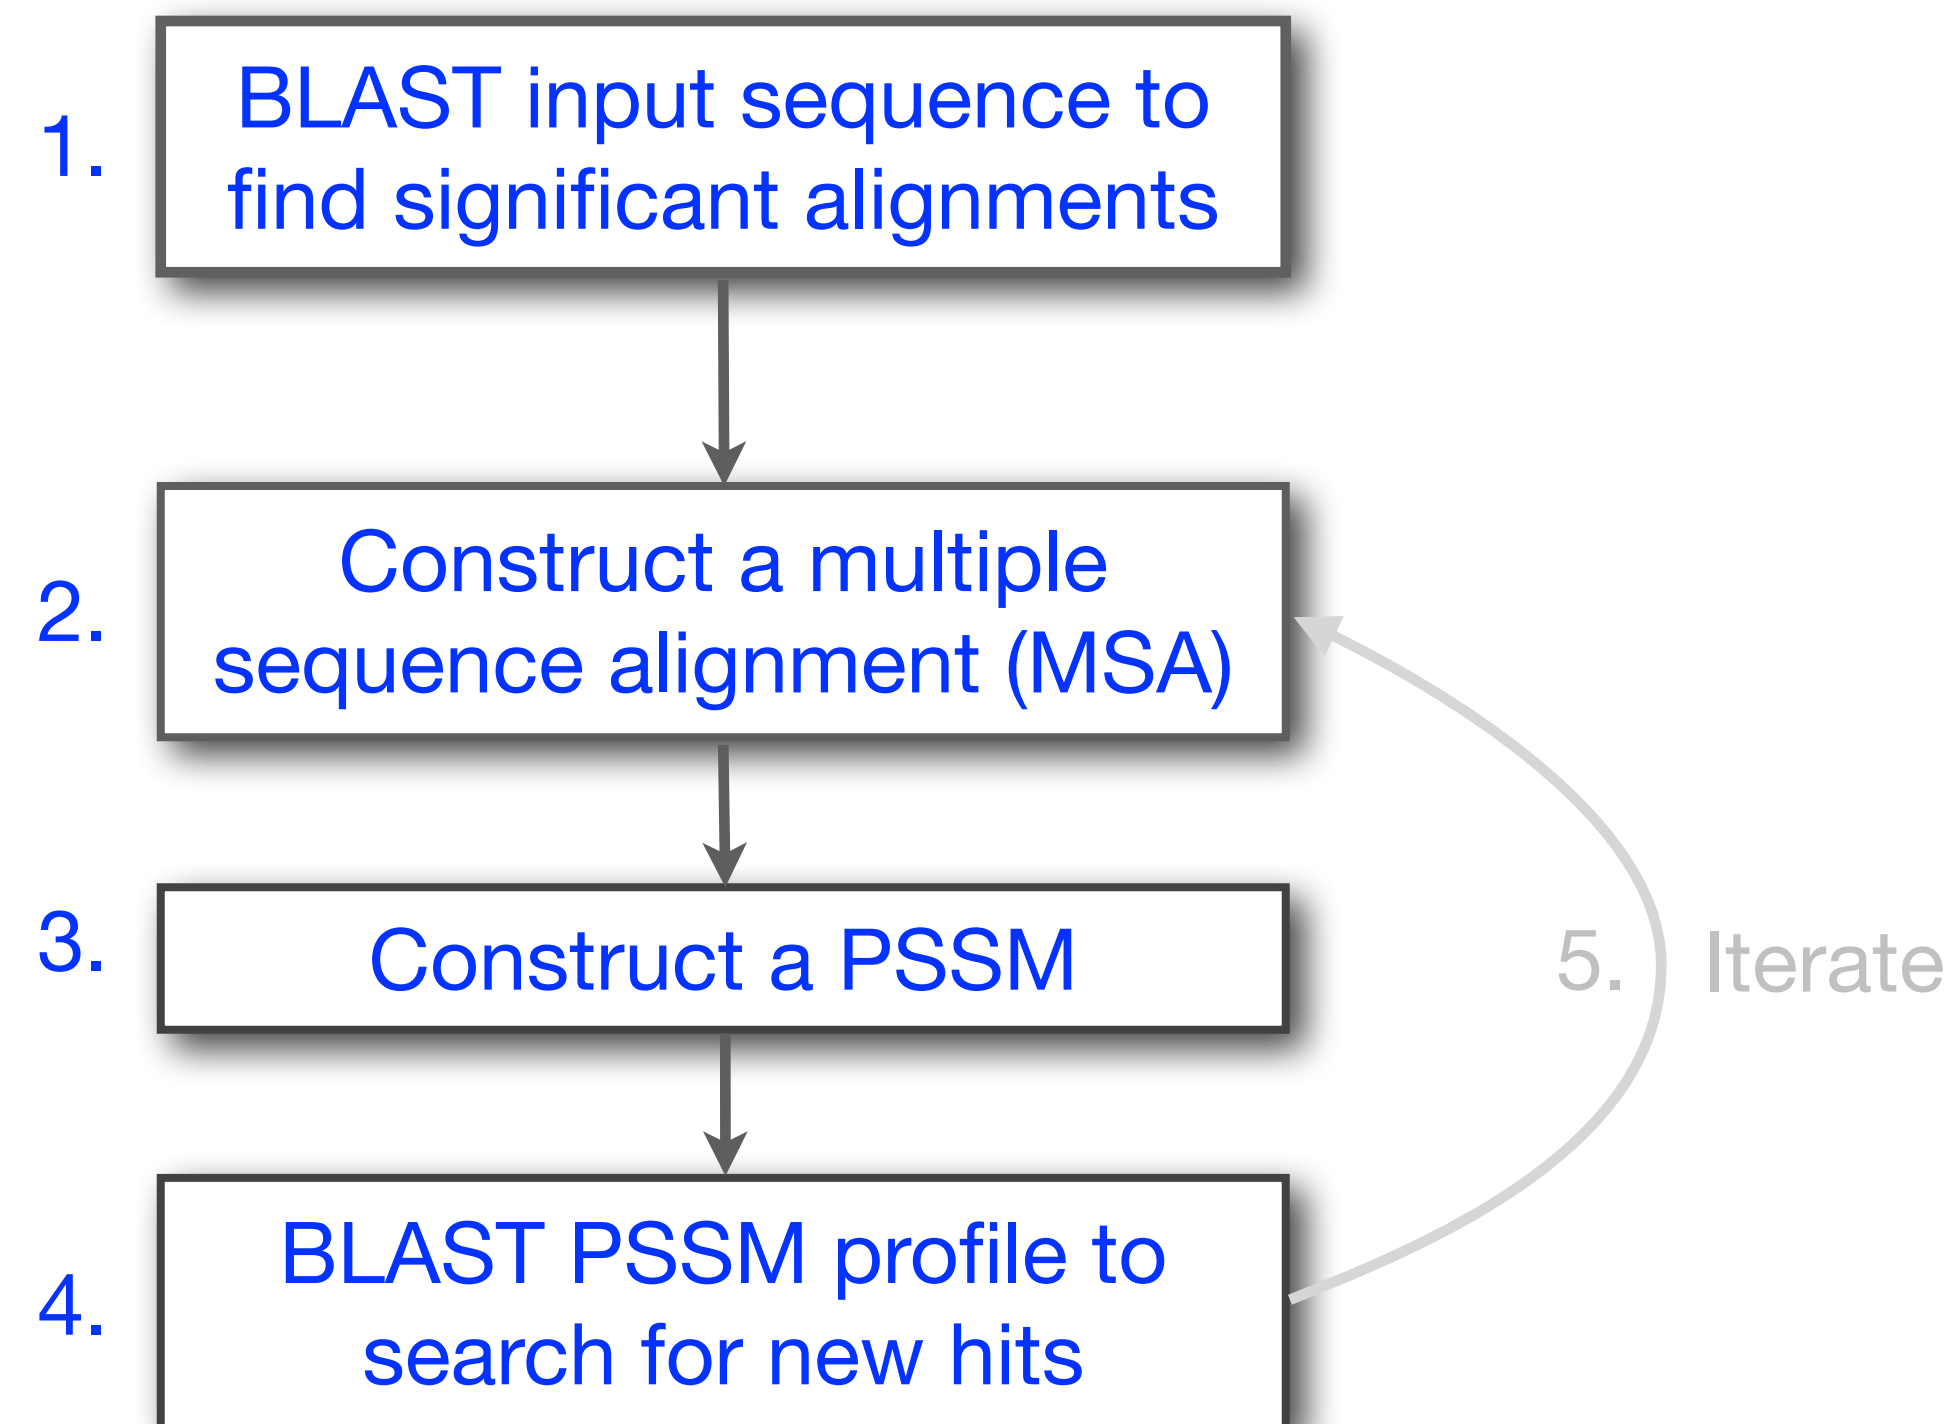 1.
BLAST input sequence to
find significant alignments
2.
Construct a multiple
sequence alignment (MSA)
3.
Construct a PSSM
5. Iterate
4.
BLAST PSSM profile to
search for new hits